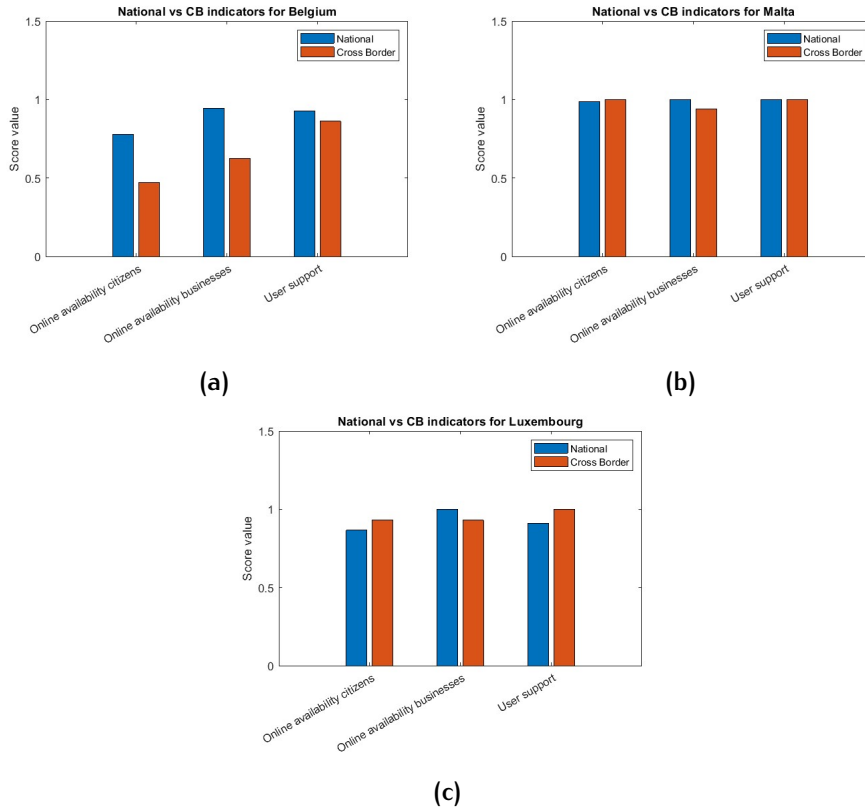 National vs CB indicators for Belgium
1.5
1
0.5
0
Score value
National
Cross Border
Online availability citizens
Online availability businesses
User support
(a)
National vs CB indicators for Malta
1.5
1
0.5
0
Score value
National
Cross Border
Online availability citizens
Online availability businesses
User support
(b)
National vs CB indicators for Luxembourg
1.5
1
0.5
0
Score value
National
Cross Border
Online availability citizens
Online availability businesses
User support
(c)